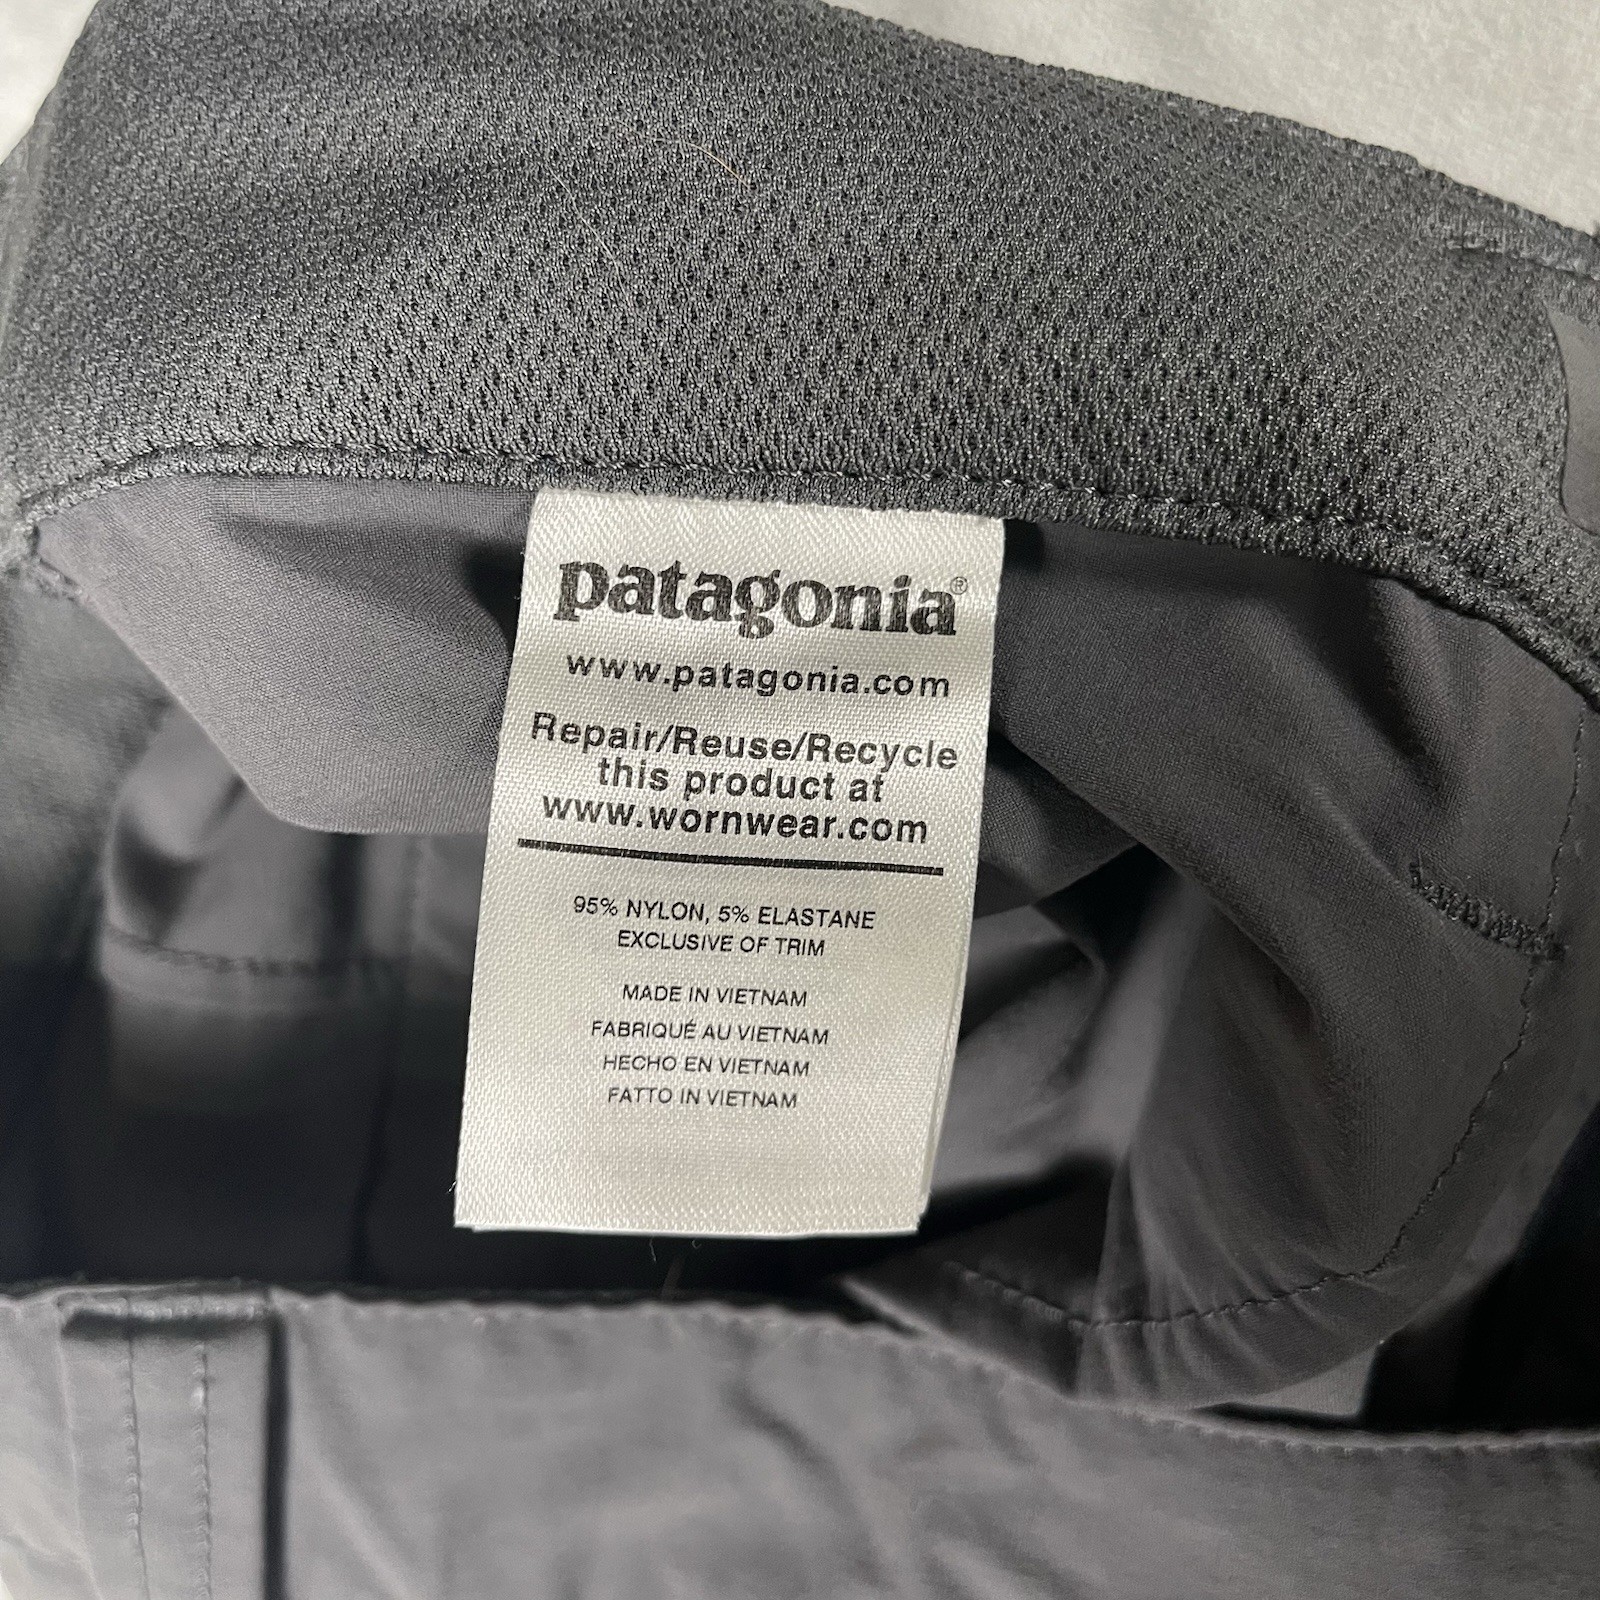 patagonia®
www.patagonia.com
Repair/Reuse/Recycle
this product at
www.wornwear.com
95% NYLON, 5% ELASTANE
EXCLUSIVE OF TRIM
MADE IN VIETNAM
FABRIQUÉ AU VIETNAM
HECHO EN VIETNAM
FATTO IN VIETNAM